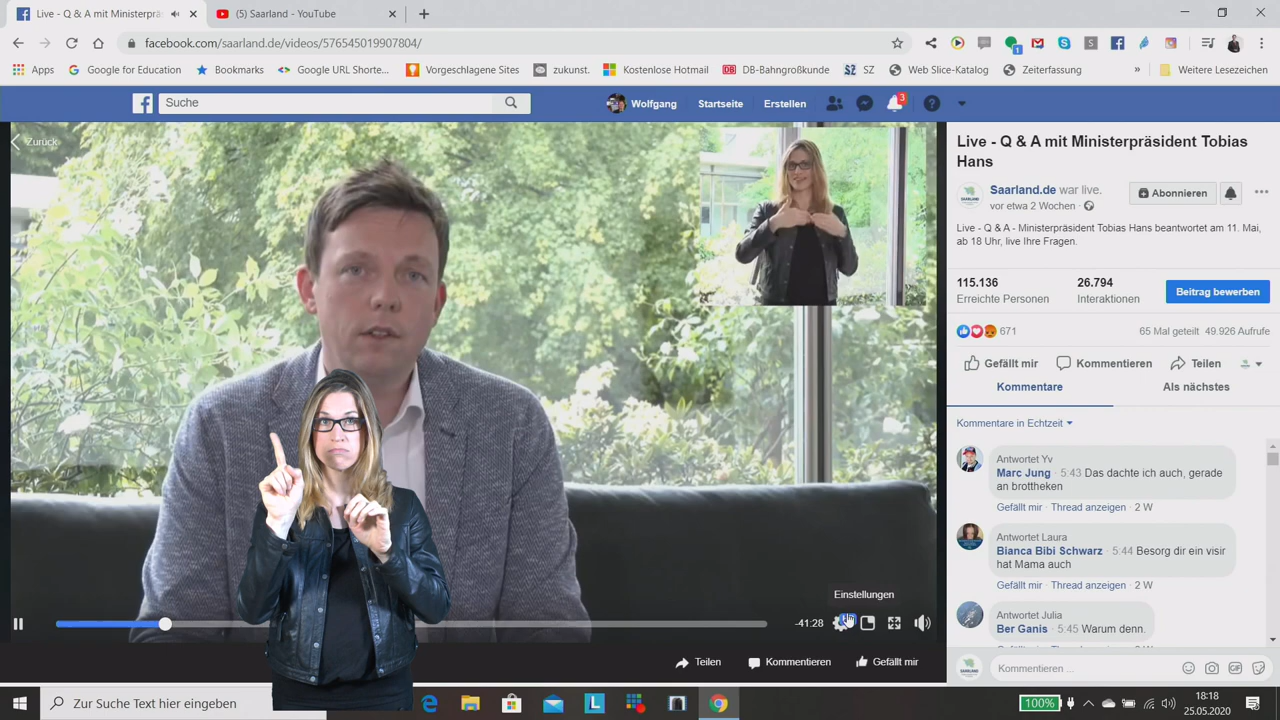 Live - Q & A mit Ministerprä
(5) Saarland - YouTube
facebook.com/saarland.de/videos/576545019907804/
Apps
Google for Education
Bookmarks
Google URL Shorte...
Vorgeschlagene Sites
zukunst.
Kostenlose Hotmail
DB-Bahngroßkunde
SZ
Web Slice-Katalog
Zeiterfassung
»
Weitere Lesezeichen
Suche
Wolfgang
Startseite
Erstellen
3
Zurück
Live - Q & A mit Ministerpräsident Tobias
Hans
Saarland.de war live.
vor etwa 2 Wochen
Abonnieren
Live - Q & A - Ministerpräsident Tobias Hans beantwortet am 11. Mai,
ab 18 Uhr, live Ihre Fragen.
115.136
Erreichte Personen
26.794
Interaktionen
Beitrag bewerben
671
65 Mal geteilt 49.926 Aufrufe
Gefällt mir
Kommentieren
Teilen
Kommentare
Als nächstes
Kommentare in Echtzeit
Antwortet Yv
Marc Jung · 5:43 Das dachte ich auch, gerade
an brottheken
Gefällt mir · Thread anzeigen · 2 W
Antwortet Laura
Bianca Bibi Schwarz · 5:44 Besorg dir ein visir
hat Mama auch
Gefällt mir · Thread anzeigen · 2 W
Antwortet Julia
Ber Ganis · 5:45 Warum denn.
Kommentieren ...
Einstellungen
-41:28
Teilen
Kommentieren
Gefällt mir
Zur Suche Text hier eingeben
100%
18:18
25.05.2020